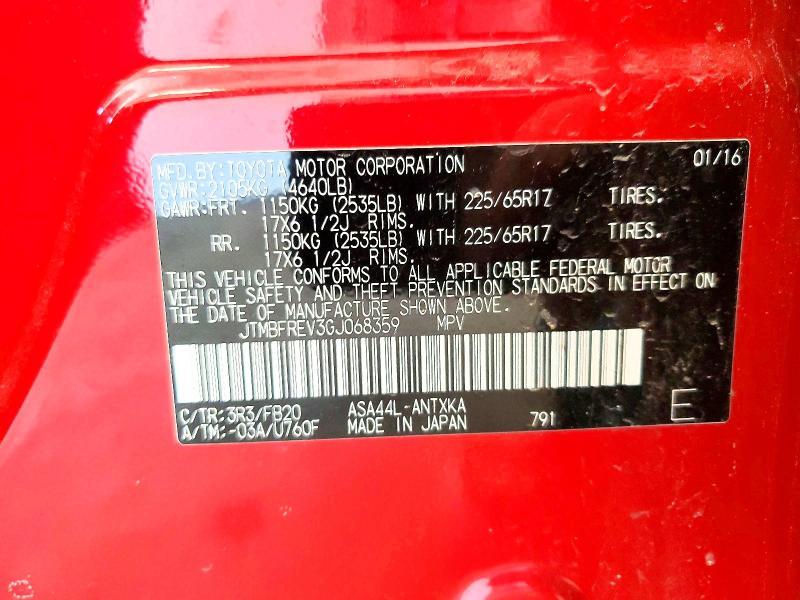 MFD.BY:TOYOTA MOTOR CORPORATION 01/16
GVWR:2105KG (4640LB)
GAWR:FRT. 1150KG (2535LB) WITH 225/65R17 TIRES.
17X6 1/2J RIMS.
RR. 1150KG (2535LB) WITH 225/65R17 TIRES.
17X6 1/2J RIMS.
THIS VEHICLE CONFORMS TO ALL APPLICABLE FEDERAL MOTOR
VEHICLE SAFETY AND THEFT PREVENTION STANDARDS IN EFFECT ON
THE DATE OF MANUFACTURE SHOWN ABOVE.
JTMBFREV3GJ068359 MPV
C/TR:3R3/FB20 ASA44L-ANTXKA
A/TM:-03A/U760F MADE IN JAPAN 791 E